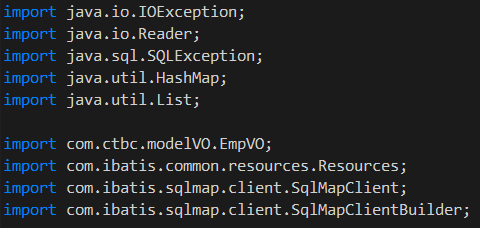 import java.io.IOException;
import java.io.Reader;
import java.sql.SQLException;
import java.util.HashMap;
import java.util.List;
import com.ctbc.modelVO.EmpVO;
import com.ibatis.common.resources.Resources;
import com.ibatis.sqlmap.client.SqlMapClient;
import com.ibatis.sqlmap.client.SqlMapClientBuilder;